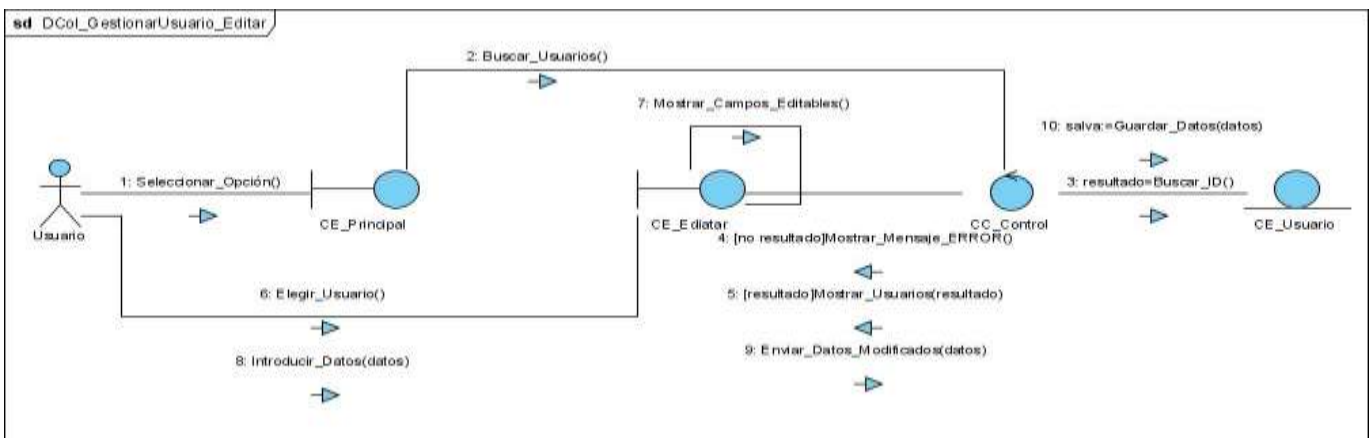 sd DCol_GestionarUsuario_Editar
2: Buscar_Usuarios()
7: Mostrar_Campos_Editables()
10: salva:=Guardar_Datos(datos)
1: Seleccionar_Opción()
3: resultado=Buscar_ID()
Usuario
CE_Principal
CE_Ediatar
CC_Control
CE_Usuario
4: [no resultado]Mostrar_Mensaje_ERROR()
6: Elegir_Usuario()
5: [resultado]Mostrar_Usuarios(resultado)
8: Introducir_Datos(datos)
9: Enviar_Datos_Modificados(datos)